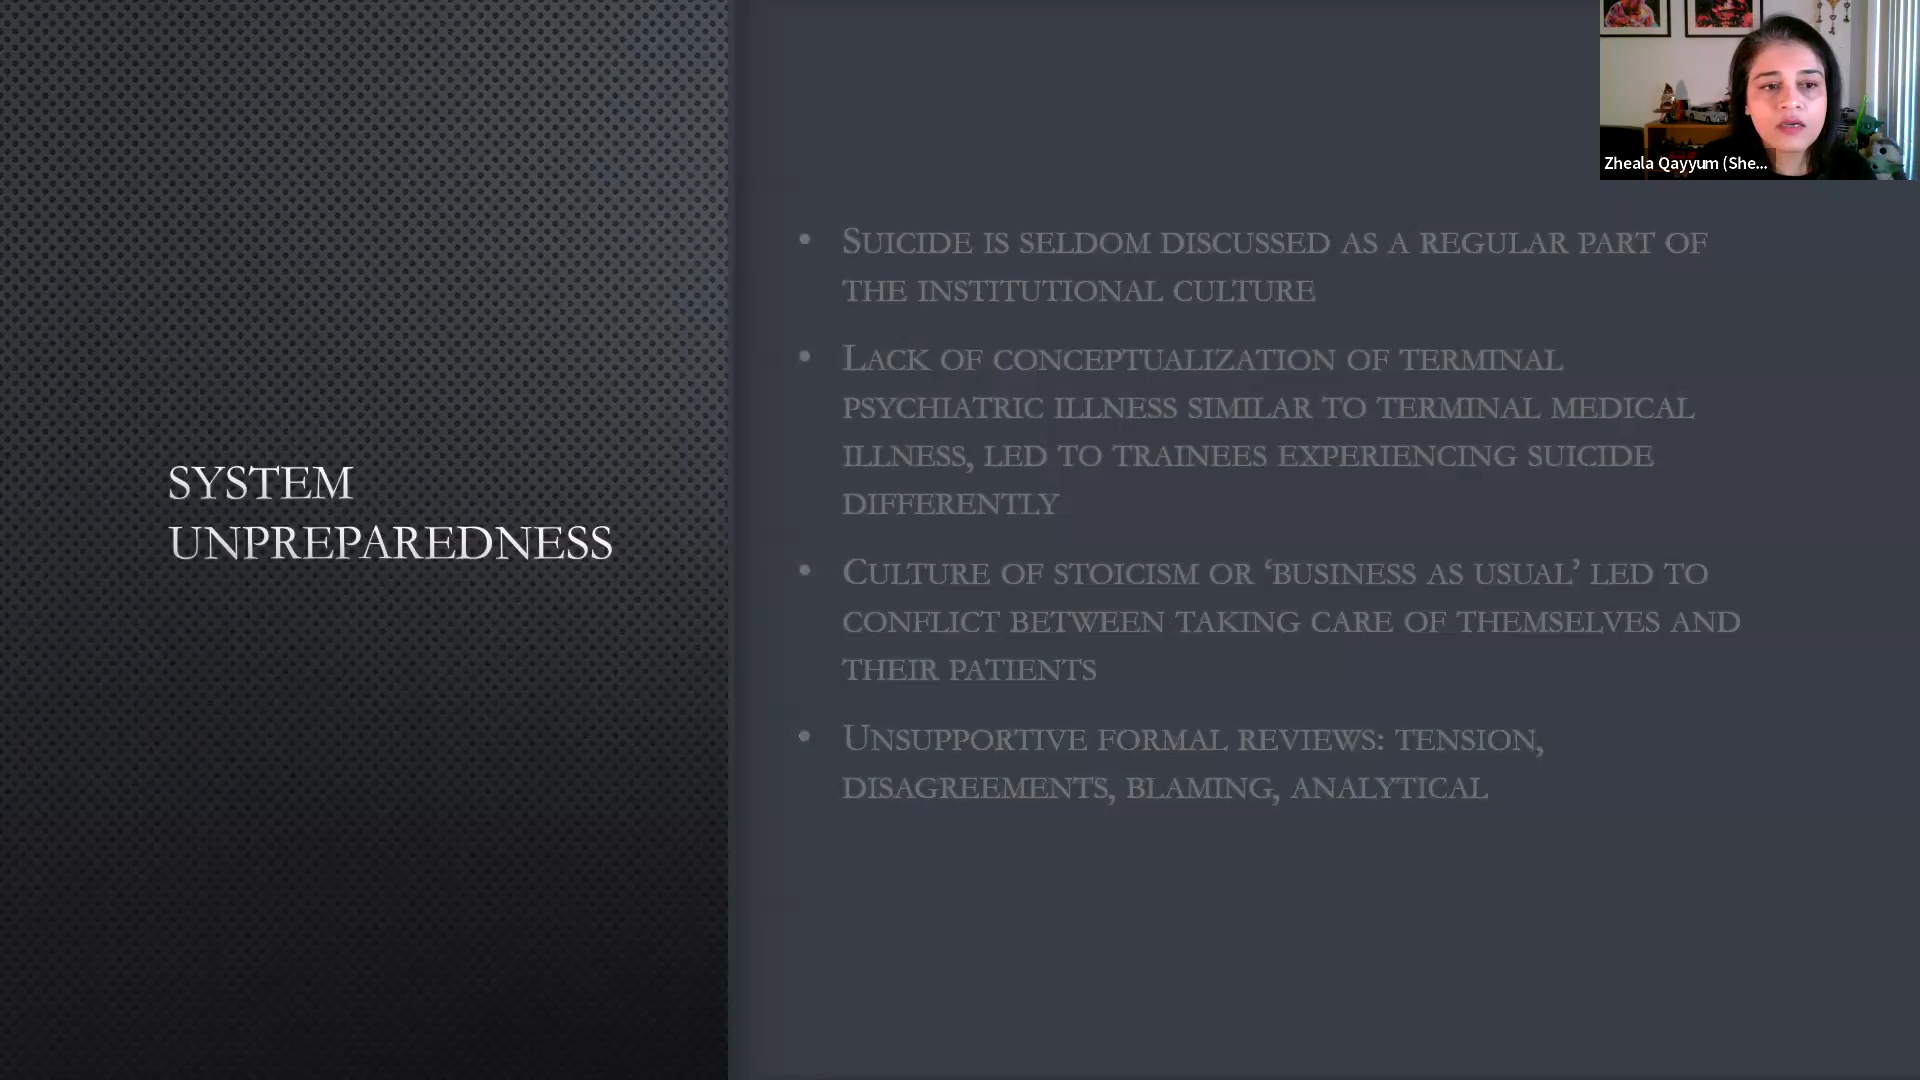 Zheala Qayyum (She...
SYSTEM
UNPREPAREDNESS
• SUICIDE IS SELDOM DISCUSSED AS A REGULAR PART OF
THE INSTITUTIONAL CULTURE
• LACK OF CONCEPTUALIZATION OF TERMINAL
PSYCHIATRIC ILLNESS SIMILAR TO TERMINAL MEDICAL
ILLNESS, LED TO TRAINEES EXPERIENCING SUICIDE
DIFFERENTLY
• CULTURE OF STOICISM OR ‘BUSINESS AS USUAL’ LED TO
CONFLICT BETWEEN TAKING CARE OF THEMSELVES AND
THEIR PATIENTS
• UNSUPPORTIVE FORMAL REVIEWS: TENSION,
DISAGREEMENTS, BLAMING, ANALYTICAL